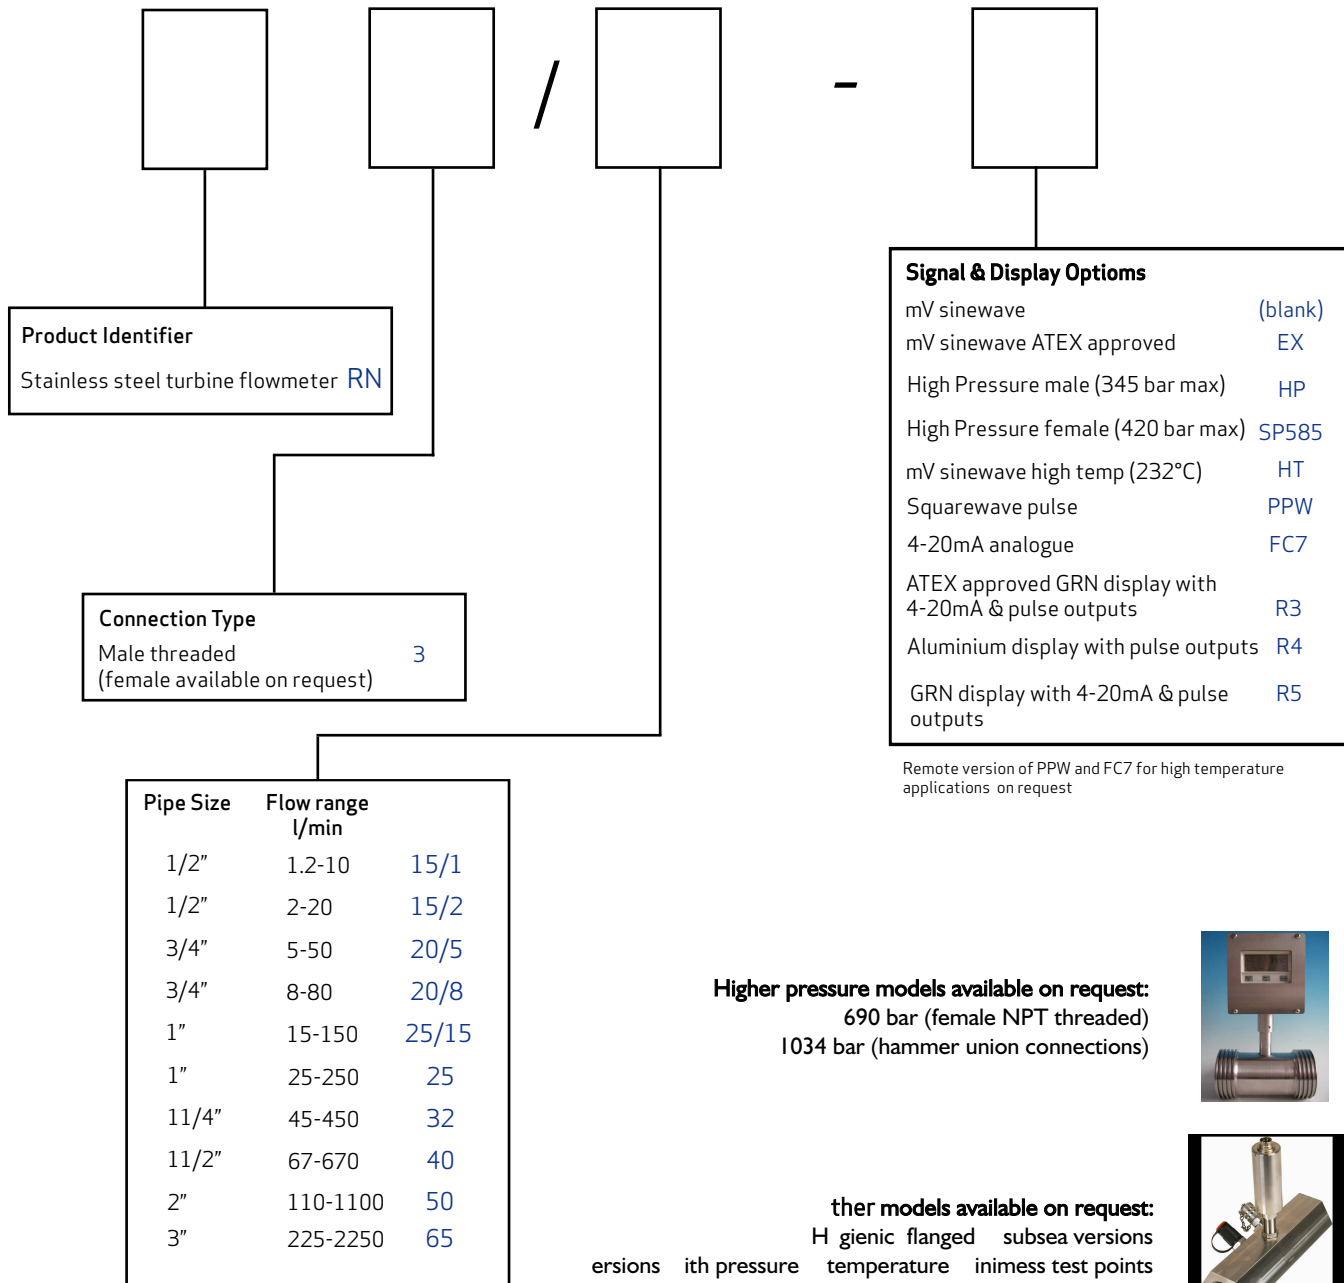 / -
Product Identifier
Stainless steel turbine flowmeter RN
Connection Type
Male threaded 3
(female available on request)
Pipe Size Flow range
l/min
1/2” 1.2-10 15/1
1/2” 2-20 15/2
3/4” 5-50 20/5
3/4” 8-80 20/8
1” 15-150 25/15
1” 25-250 25
11/4” 45-450 32
11/2” 67-670 40
2” 110-1100 50
3” 225-2250 65
Signal & Display Optioms
mV sinewave (blank)
mV sinewave ATEX approved EX
High Pressure male (345 bar max) HP
High Pressure female (420 bar max) SP585
mV sinewave high temp (232°C) HT
Squarewave pulse PPW
4-20mA analogue FC7
ATEX approved GRN display with
4-20mA & pulse outputs R3
Aluminium display with pulse outputs R4
GRN display with 4-20mA & pulse R5
outputs
Remote version of PPW and FC7 for high temperature
applications on request
Higher pressure models available on request:
690 bar (female NPT threaded)
1034 bar (hammer union connections)
ther models available on request:
H gienic flanged subsea versions
ersions ith pressure temperature inimess test points